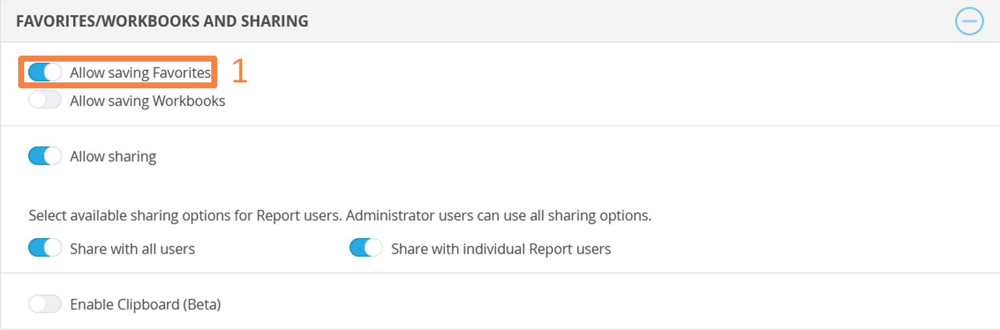 FAVORITES/WORKBOOKS AND SHARING
Allow saving Favorites 1
Allow saving Workbooks
Allow sharing
Select available sharing options for Report users. Administrator users can use all sharing options.
Share with all users Share with individual Report users
Enable Clipboard (Beta)